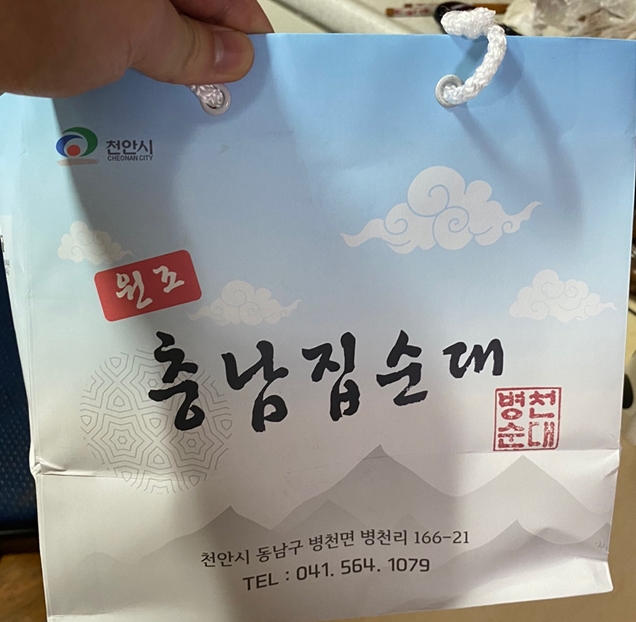 천안시
CHEONAN CITY
원조
충남집순대
병천
순대
천안시 동남구 병천면 병천리 166-21
TEL : 041. 564. 1079